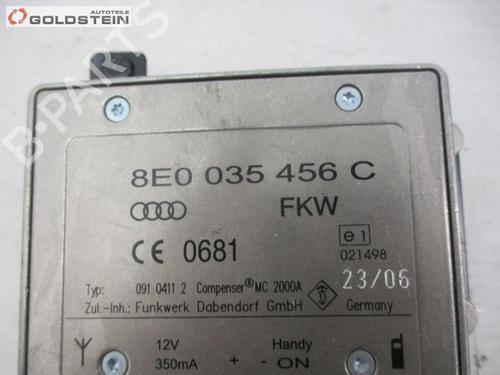 AUTOTEILE
GOLDSTEIN
B-PARTS
8E0 035 456 C
FKW
CE 0681
e1
021498
23/06
Typ: 091 0411 2 Compenser® MC 2000A
Zul.-Inh.: Funkwerk Dabendorf GmbH Germany
12V Handy
350mA + - ON